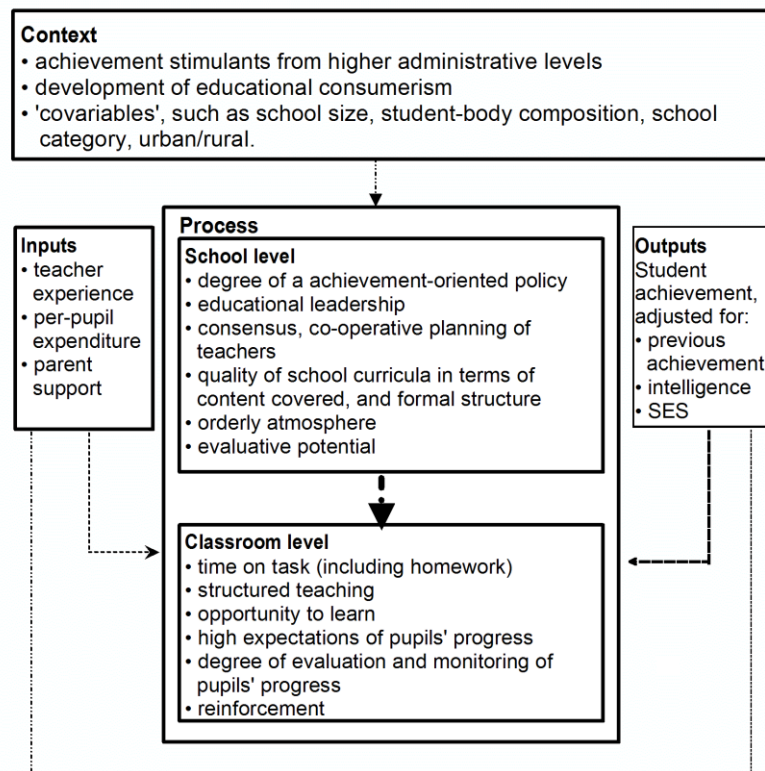 Context
• achievement stimulants from higher administrative levels
• development of educational consumerism
• 'covariables', such as school size, student-body composition, school
category, urban/rural.
Inputs
• teacher
experience
• per-pupil
expenditure
• parent
support
Process
School level
• degree of a achievement-oriented policy
• educational leadership
• consensus, co-operative planning of
teachers
• quality of school curricula in terms of
content covered, and formal structure
• orderly atmosphere
• evaluative potential
Classroom level
• time on task (including homework)
• structured teaching
• opportunity to learn
• high expectations of pupils' progress
• degree of evaluation and monitoring of
pupils' progress
• reinforcement
Outputs
Student
achievement,
adjusted for:
• previous
achievement
• intelligence
• SES